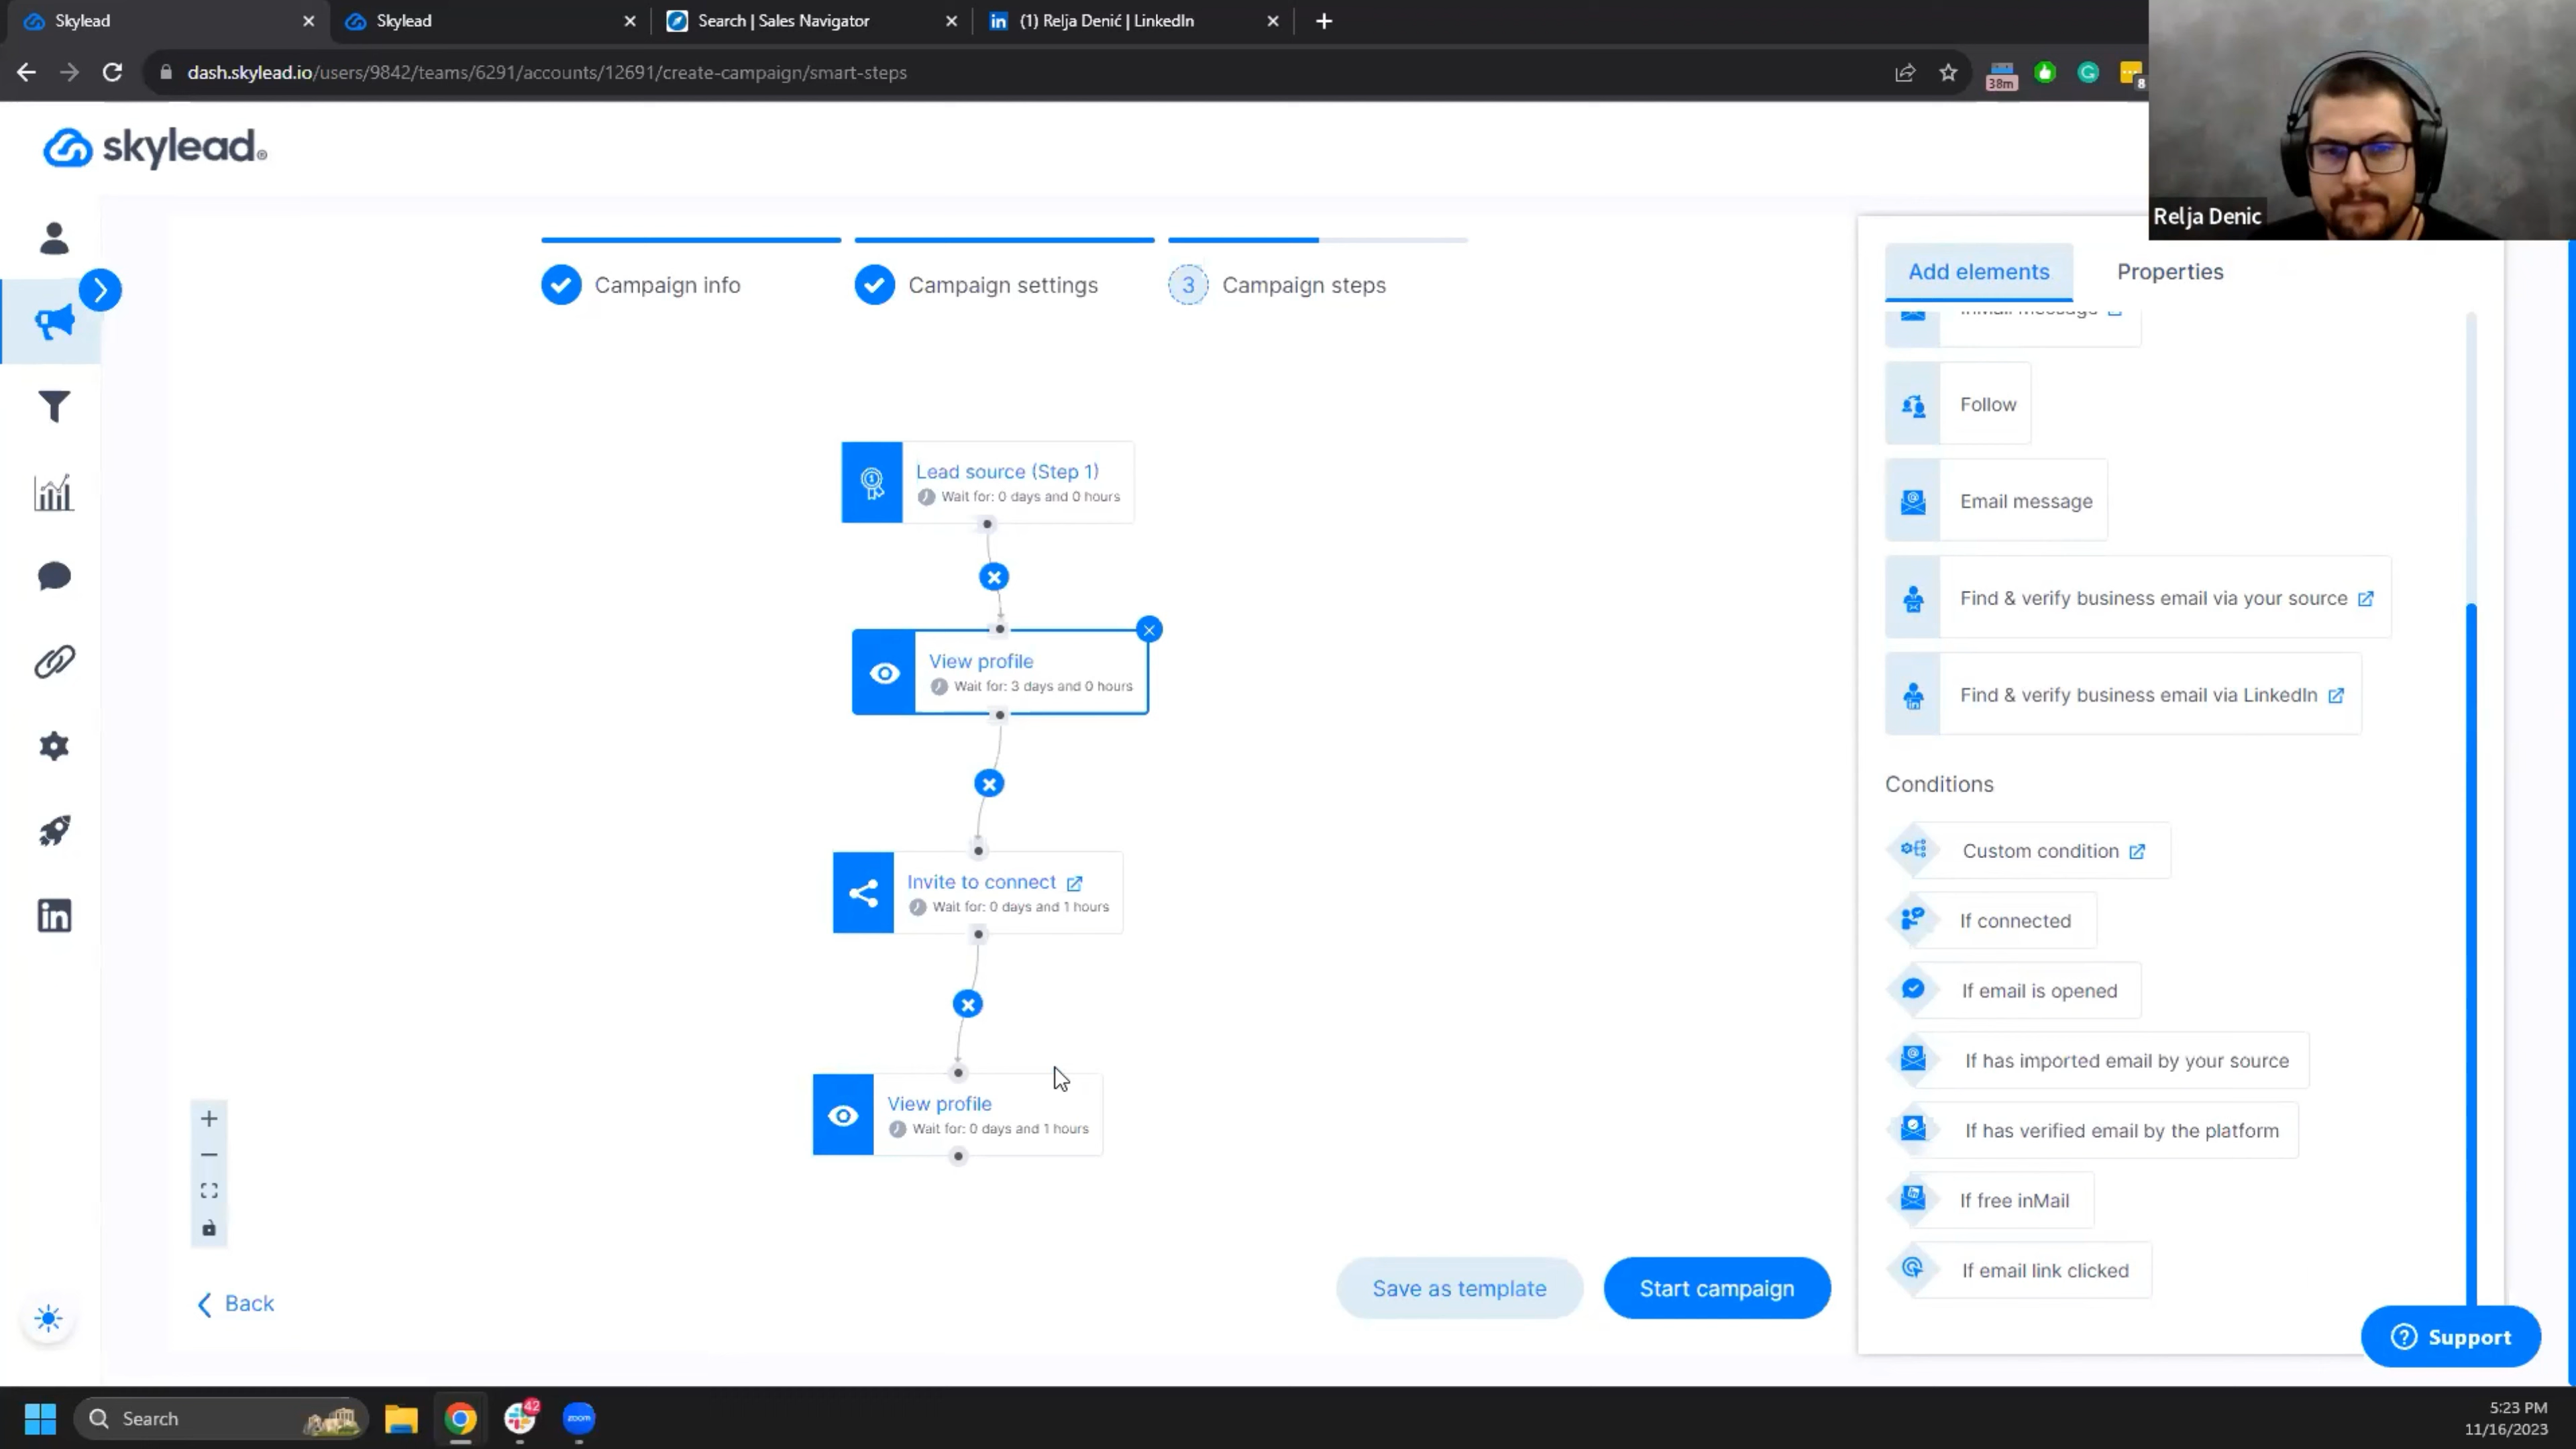 Skylead
Skylead
Search | Sales Navigator
(1) Relja Denić | LinkedIn
dash.skylead.io/users/9842/teams/6291/accounts/12691/create-campaign/smart-steps
38m
8
skylead®
Relja Denic
Campaign info
Campaign settings
3
Campaign steps
Add elements
Properties
InMail message
Follow
Email message
Find & verify business email via your source
Find & verify business email via LinkedIn
Conditions
Custom condition
If connected
If email is opened
If has imported email by your source
If has verified email by the platform
If free inMail
If email link clicked
Lead source (Step 1)
Wait for: 0 days and 0 hours
View profile
Wait for: 3 days and 0 hours
Invite to connect
Wait for: 0 days and 1 hours
View profile
Wait for: 0 days and 1 hours
Back
Save as template
Start campaign
Support
Search
42
zoom
5:23 PM
11/16/2023